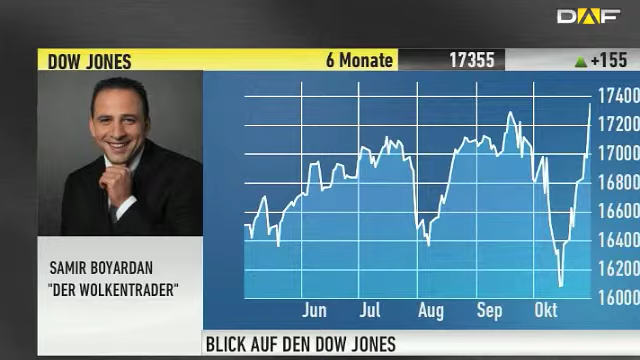 DAF
DOW JONES 6 Monate 17355 +155
17400
17200
17000
16800
16600
16400
16200
16000
Jun Jul Aug Sep Okt
SAMIR BOYARDAN
"DER WOLKENTRADER"
BLICK AUF DEN DOW JONES